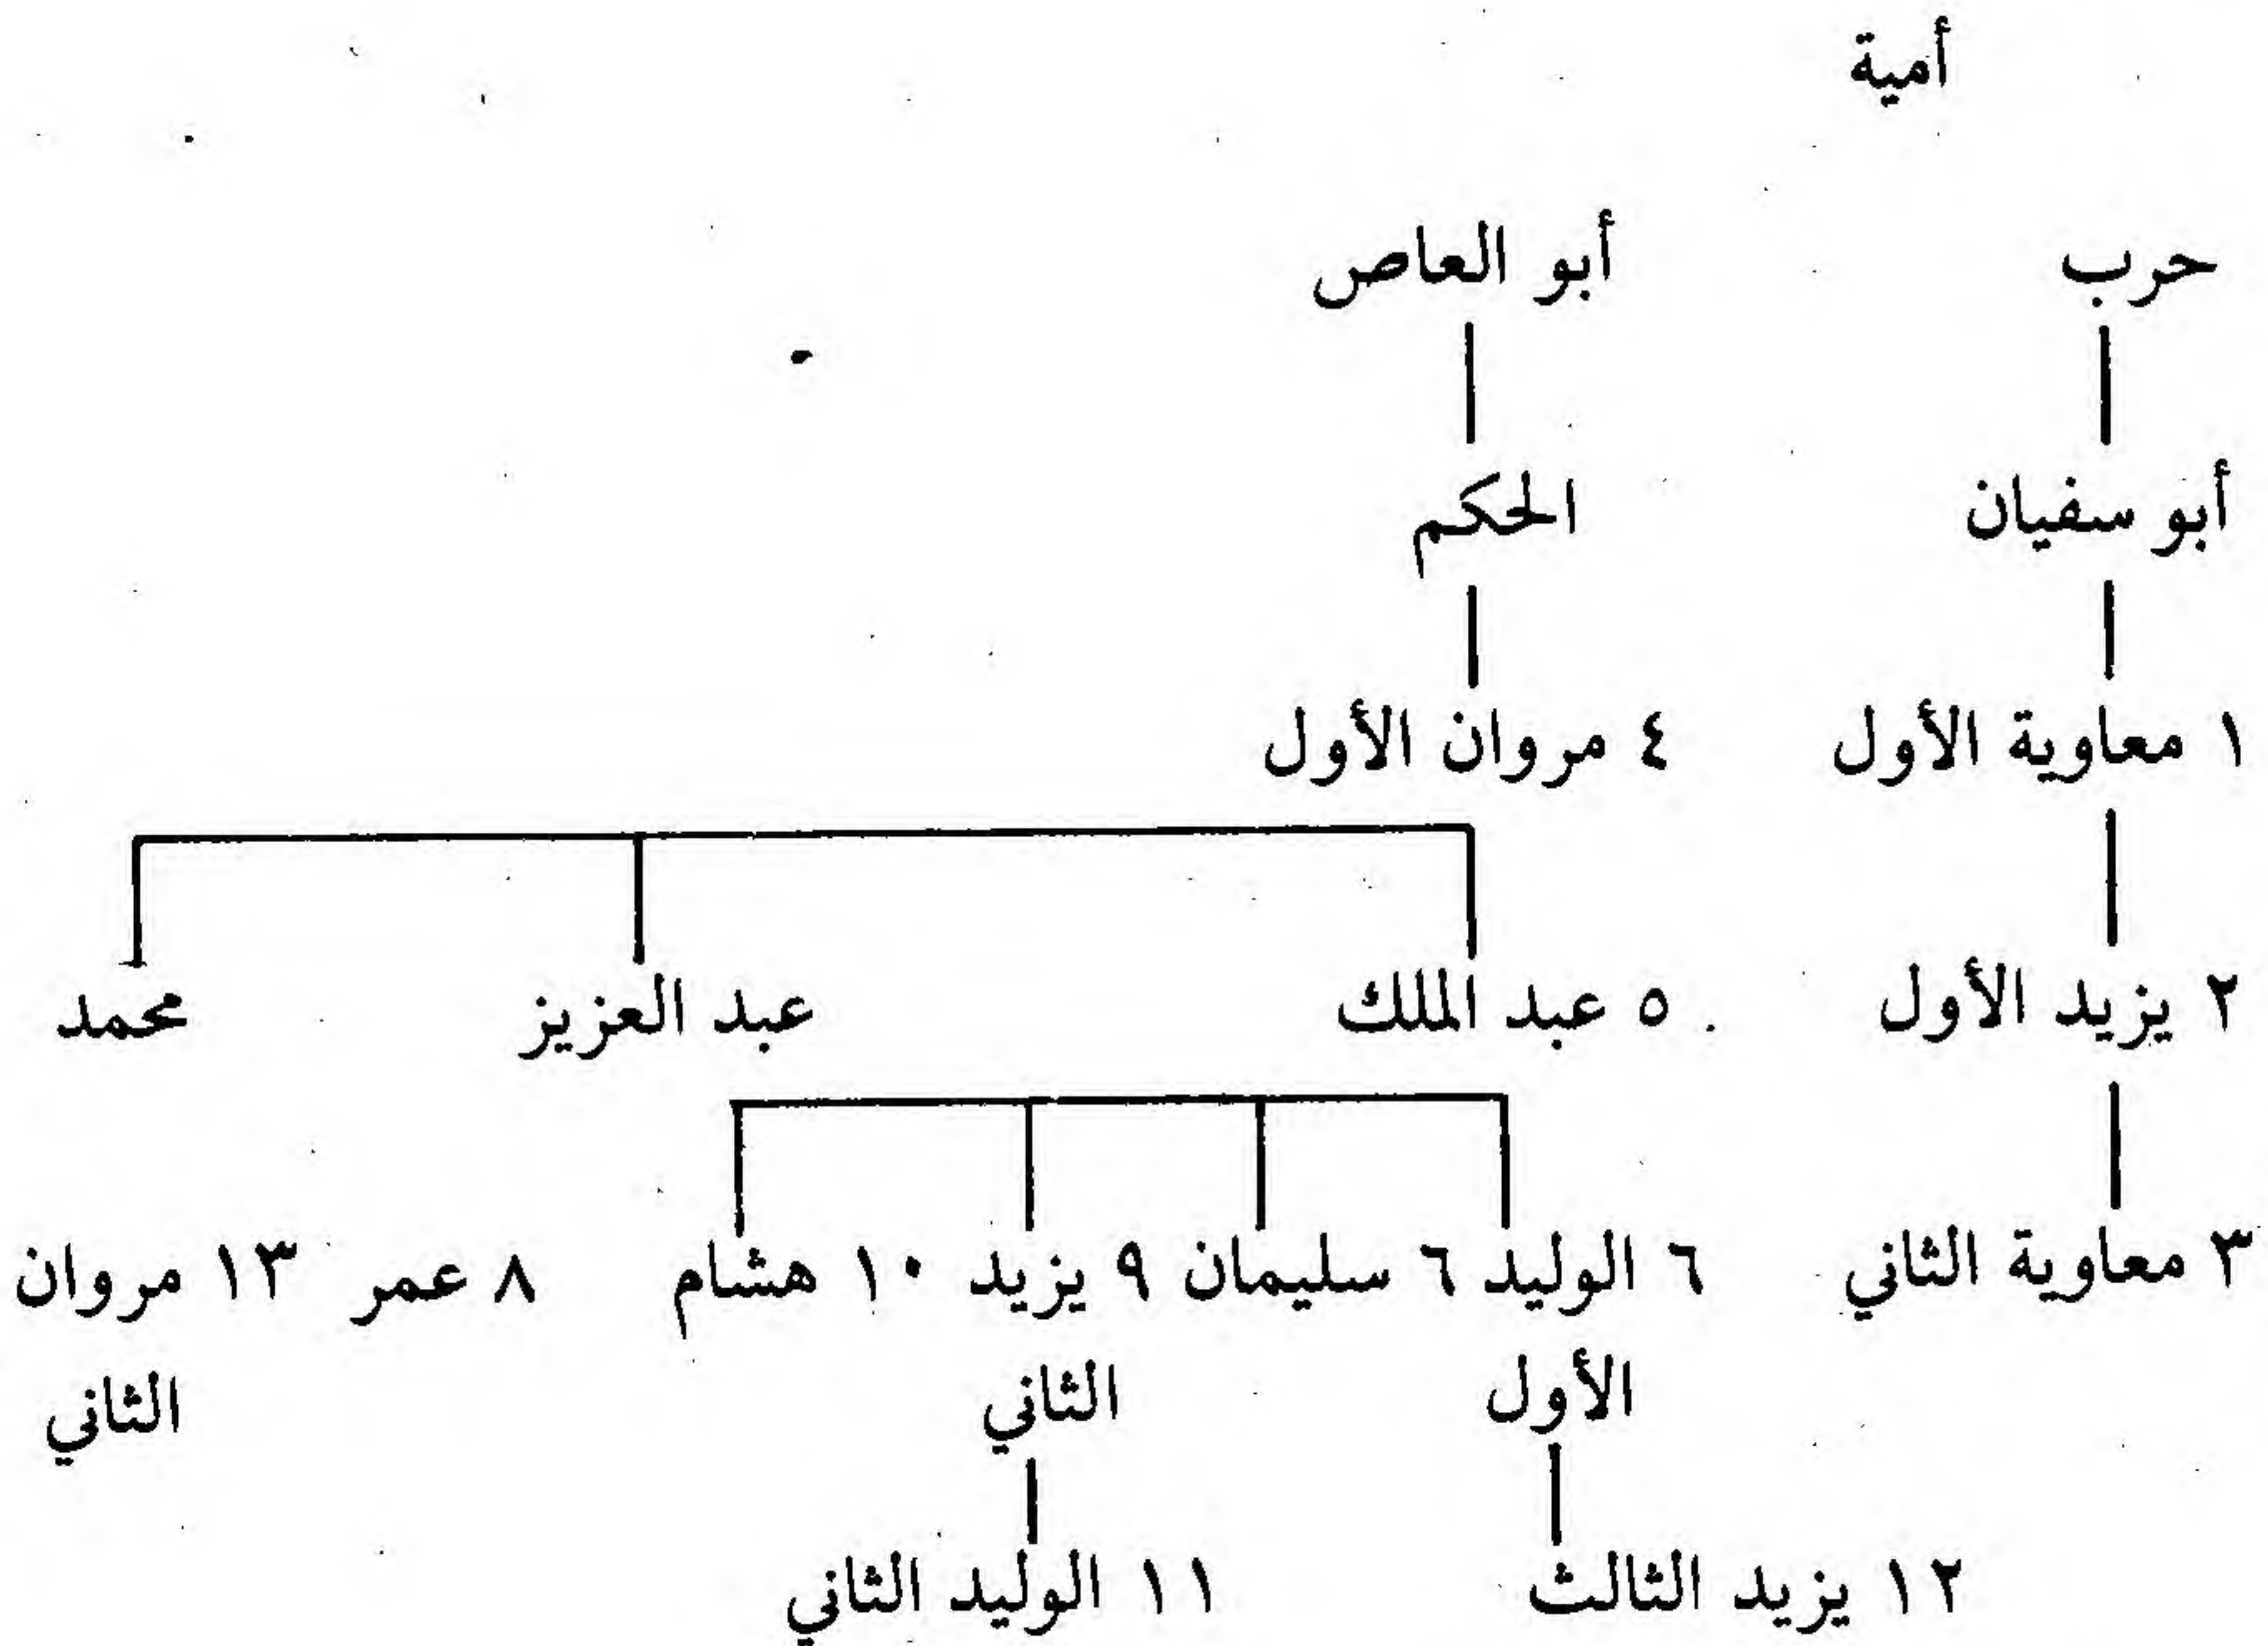 أمية
حرب أبو العاص
أبو سفيان الحكم
١ معاوية الأول ٤ مروان الأول
٢ يزيد الأول ٥ عبد الملك عبد العزيز محمد
٣ معاوية الثاني ٦ الوليد ٦ سليمان ٩ يزيد ١٠ هشام ٨ عمر ١٣ مروان
الأول الثاني الثاني
١٢ يزيد الثالث ١١ الوليد الثاني